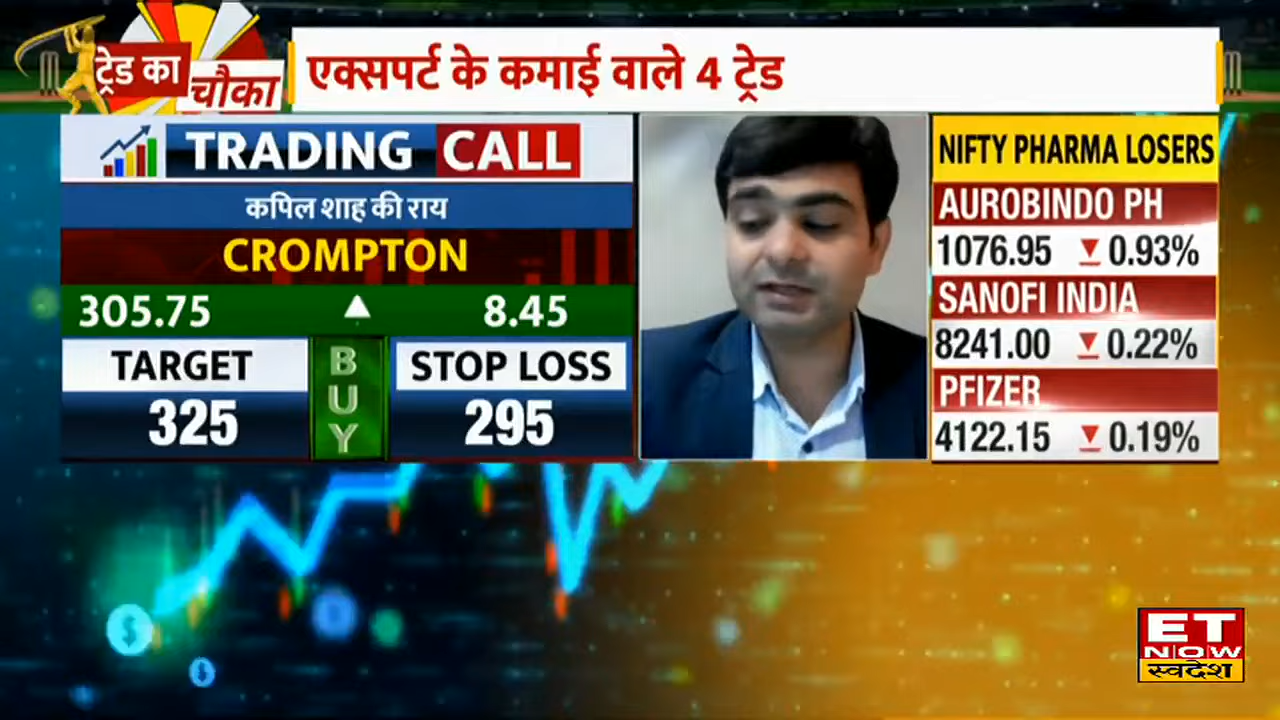 ट्रेड का
चौका
एक्सपर्ट के कमाई वाले 4 ट्रेड
TRADING CALL
कपिल शाह की राय
CROMPTON
305.75 ▲ 8.45
TARGET
325
BUY
STOP LOSS
295
NIFTY PHARMA LOSERS
AUROBINDO PH
1076.95 ▼ 0.93%
SANOFI INDIA
8241.00 ▼ 0.22%
PFIZER
4122.15 ▼ 0.19%
ET
NOW
स्वदेश